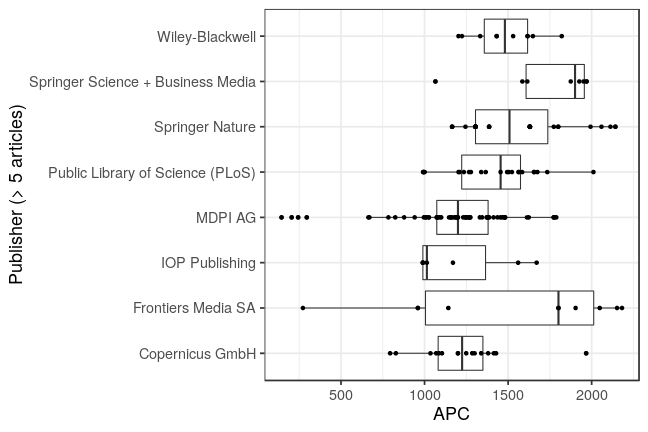 Publisher (> 5 articles)
Wiley-Blackwell
Springer Science + Business Media
Springer Nature
Public Library of Science (PLoS)
MDPI AG
IOP Publishing
Frontiers Media SA
Copernicus GmbH
500 1000 1500 2000
APC